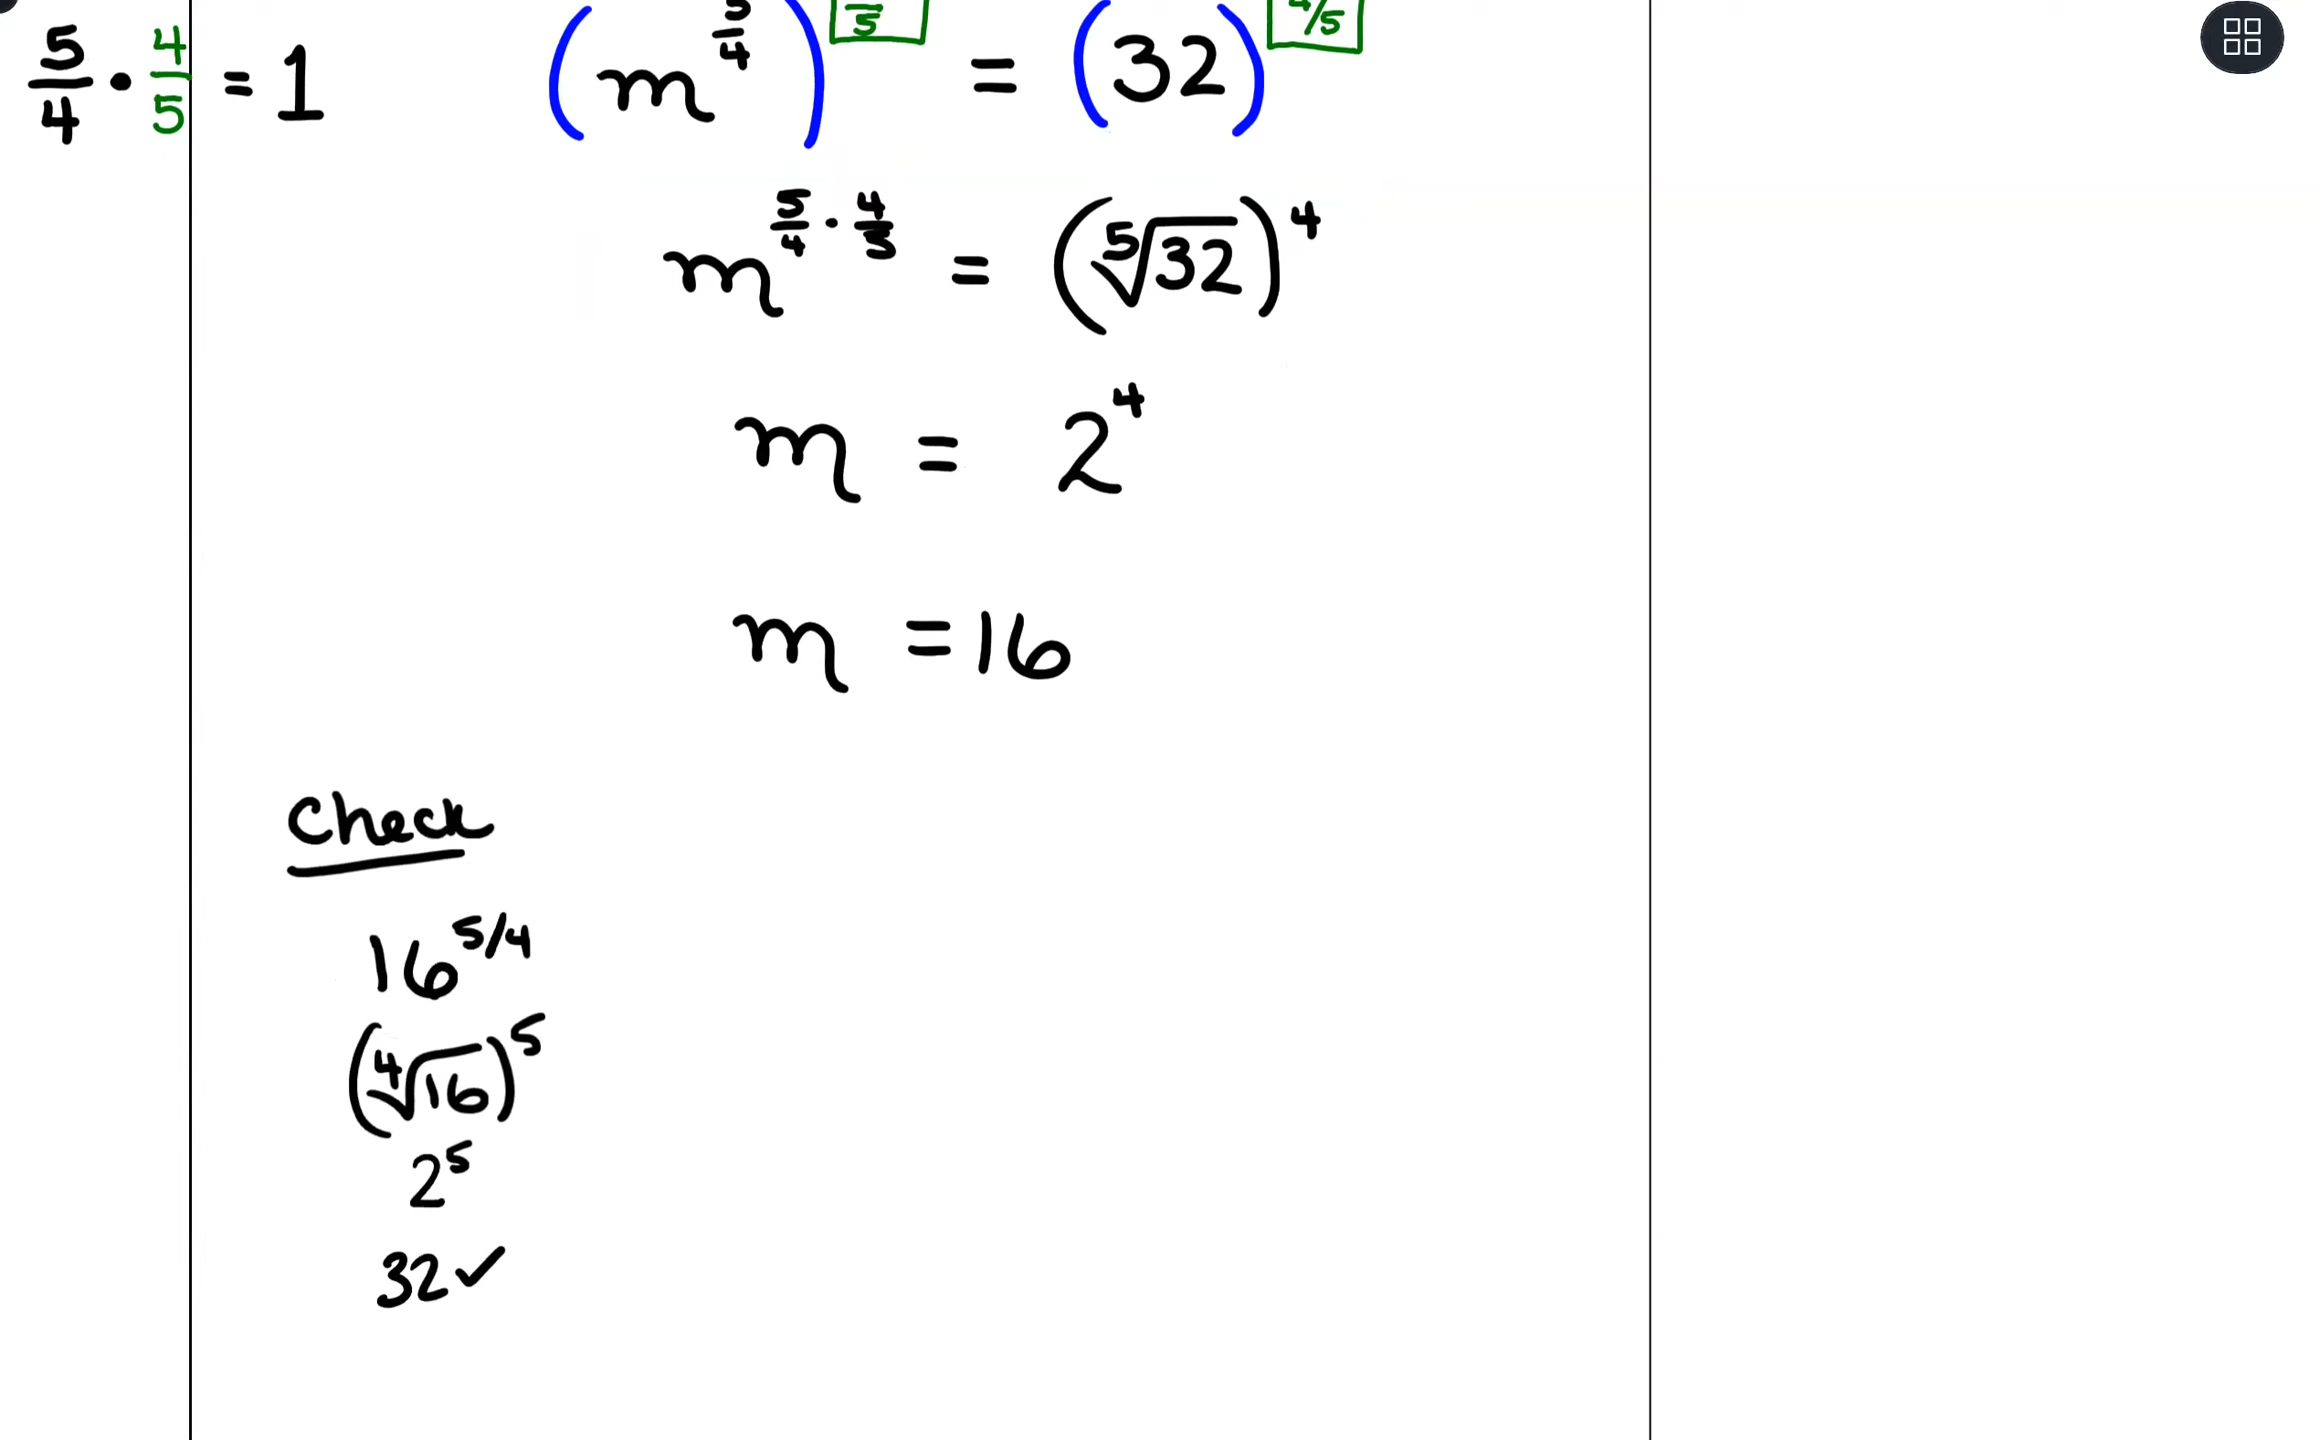 5/4 · 4/5 = 1
(m^(5/4))^(4/5) = (32)^(4/5)
m^(5/4 · 4/5) = (⁵√32)^4
m = 2^4
m = 16
Check
16^(5/4)
(⁴√16)^5
2^5
32 ✓